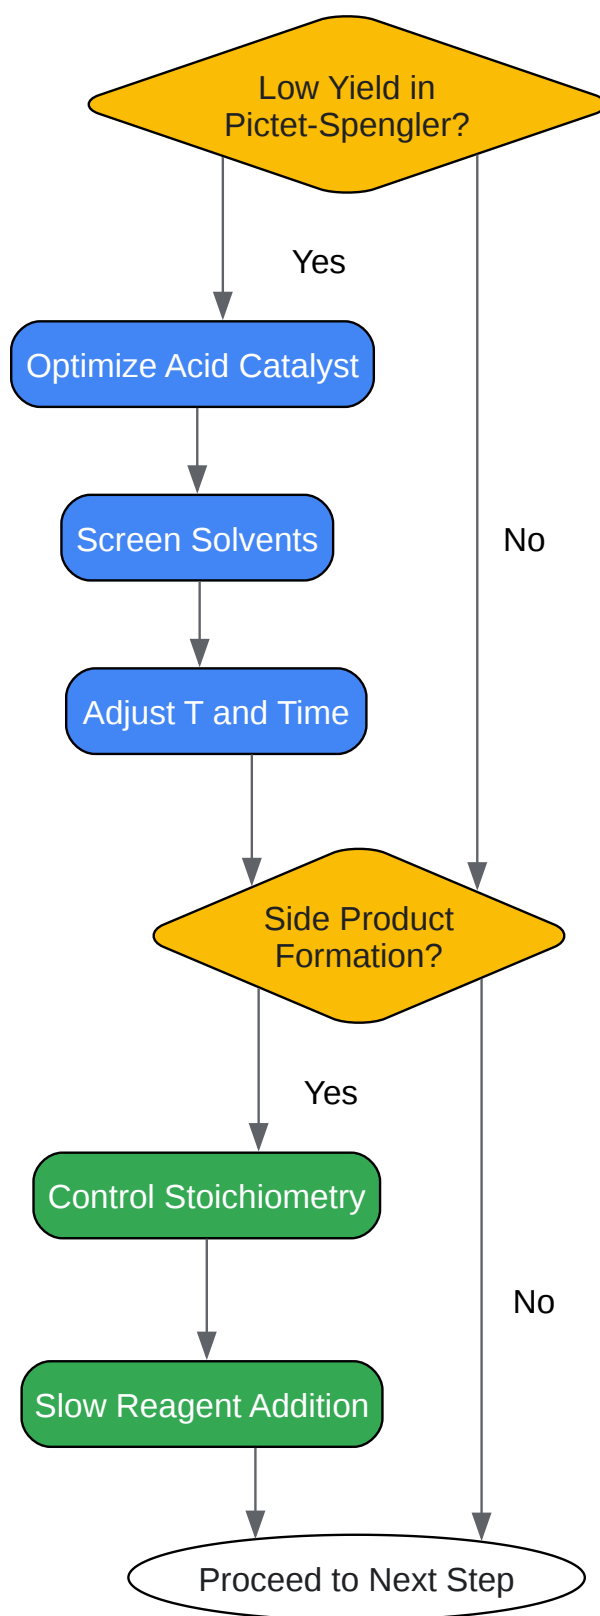 Low Yield in
Pictet-Spengler?
Yes
Optimize Acid Catalyst
Screen Solvents
No
Adjust T and Time
Side Product
Formation?
Yes
Control Stoichiometry
No
Slow Reagent Addition
Proceed to Next Step